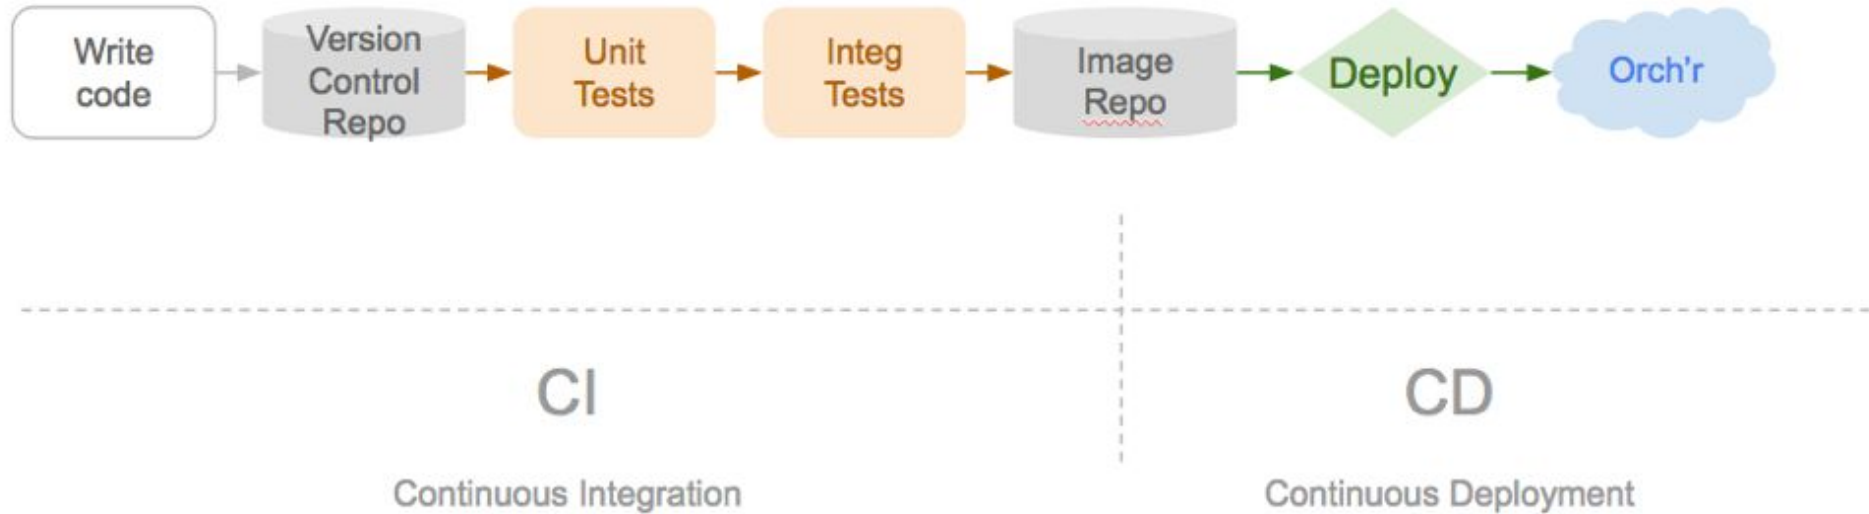 Write
code
Version
Control
Repo
Unit
Tests
Integ
Tests
Image
Repo
Deploy
Orch'r
CI
CD
Continuous Integration
Continuous Deployment